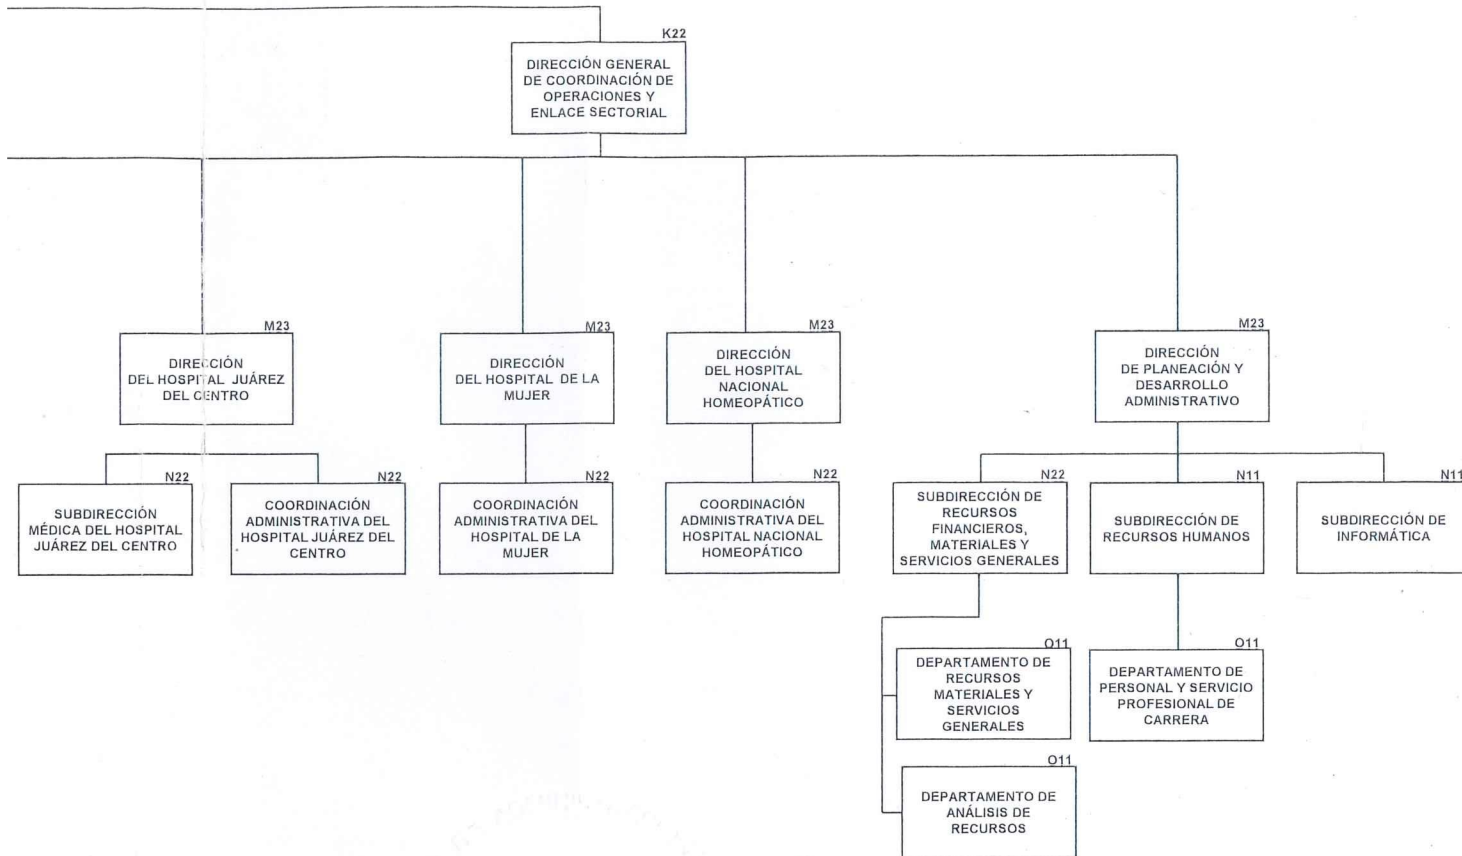 K22
DIRECCIÓN GENERAL
DE COORDINACIÓN DE
OPERACIONES Y
ENLACE SECTORIAL
M23
DIRECCIÓN
DEL HOSPITAL JUÁREZ
DEL CENTRO
M23
DIRECCIÓN
DEL HOSPITAL DE LA
MUJER
M23
DIRECCIÓN
DEL HOSPITAL
NACIONAL
HOMEOPÁTICO
M23
DIRECCIÓN
DE PLANEACIÓN Y
DESARROLLO
ADMINISTRATIVO
N22
SUBDIRECCIÓN
MÉDICA DEL HOSPITAL
JUÁREZ DEL CENTRO
N22
COORDINACIÓN
ADMINISTRATIVA DEL
HOSPITAL JUÁREZ DEL
CENTRO
N22
COORDINACIÓN
ADMINISTRATIVA DEL
HOSPITAL DE LA
MUJER
N22
COORDINACIÓN
ADMINISTRATIVA DEL
HOSPITAL NACIONAL
HOMEOPÁTICO
N22
SUBDIRECCIÓN DE
RECURSOS
FINANCIEROS,
MATERIALES Y
SERVICIOS GENERALES
N11
SUBDIRECCIÓN DE
RECURSOS HUMANOS
N11
SUBDIRECCIÓN DE
INFORMÁTICA
O11
DEPARTAMENTO DE
RECURSOS
MATERIALES Y
SERVICIOS
GENERALES
O11
DEPARTAMENTO DE
PERSONAL Y SERVICIO
PROFESIONAL DE
CARRERA
O11
DEPARTAMENTO DE
ANÁLISIS DE
RECURSOS